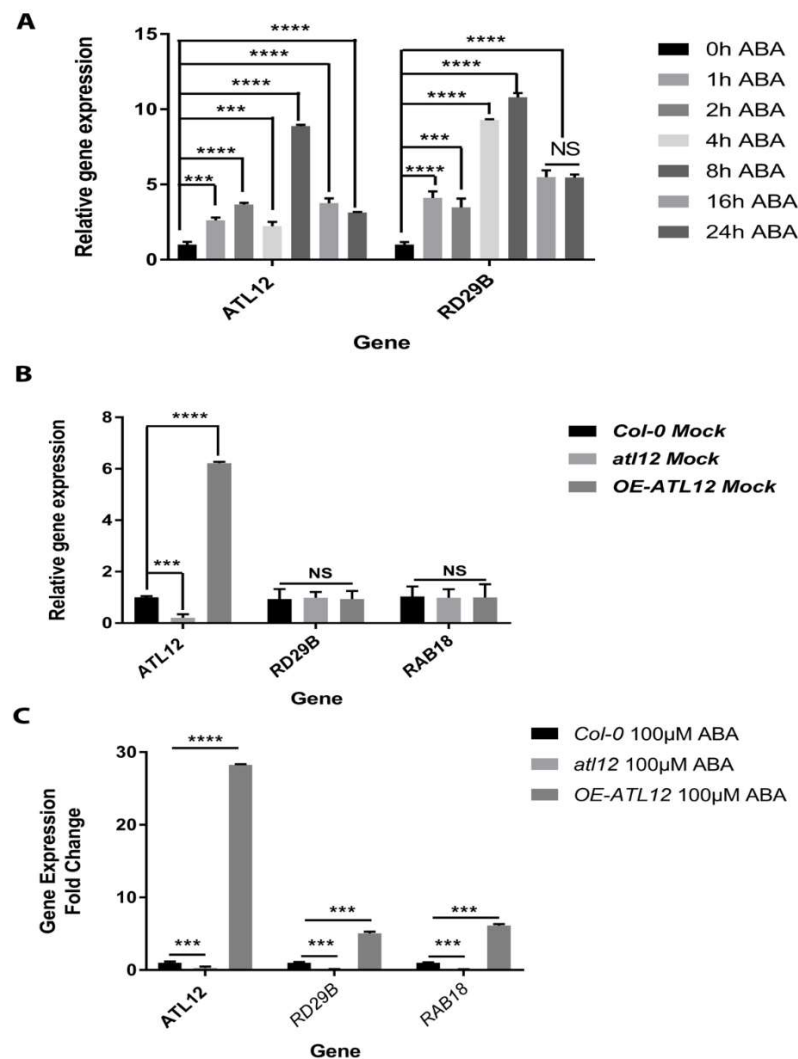 A
Relative gene expression
15
10
5
0
****
****
****
***
****
***
****
****
****
***
****
NS
ATL12
RD29B
Gene
0h ABA
1h ABA
2h ABA
4h ABA
8h ABA
16h ABA
24h ABA
B
Relative gene expression
8
6
4
2
0
****
***
NS
NS
ATL12
RD29B
RAB18
Gene
Col-0 Mock
atl12 Mock
OE-ATL12 Mock
C
Gene Expression
Fold Change
30
20
10
0
****
***
***
***
***
***
ATL12
RD29B
RAB18
Gene
Col-0 100µM ABA
atl12 100µM ABA
OE-ATL12 100µM ABA